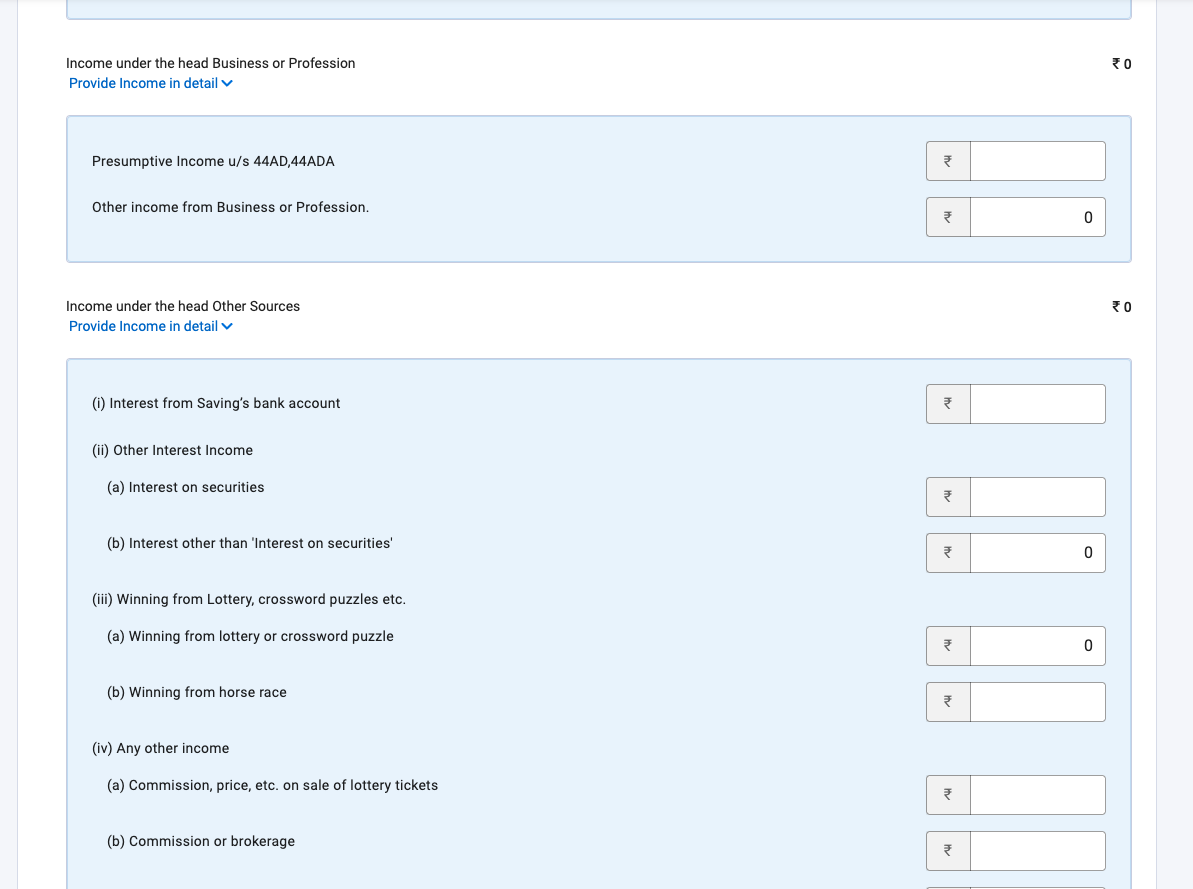 Income under the head Business or Profession ₹ 0
Provide Income in detail
Presumptive Income u/s 44AD,44ADA ₹
Other income from Business or Profession. ₹ 0
Income under the head Other Sources ₹ 0
Provide Income in detail
(i) Interest from Saving’s bank account ₹
(ii) Other Interest Income
(a) Interest on securities ₹
(b) Interest other than 'Interest on securities' ₹ 0
(iii) Winning from Lottery, crossword puzzles etc.
(a) Winning from lottery or crossword puzzle ₹ 0
(b) Winning from horse race ₹
(iv) Any other income
(a) Commission, price, etc. on sale of lottery tickets ₹
(b) Commission or brokerage ₹